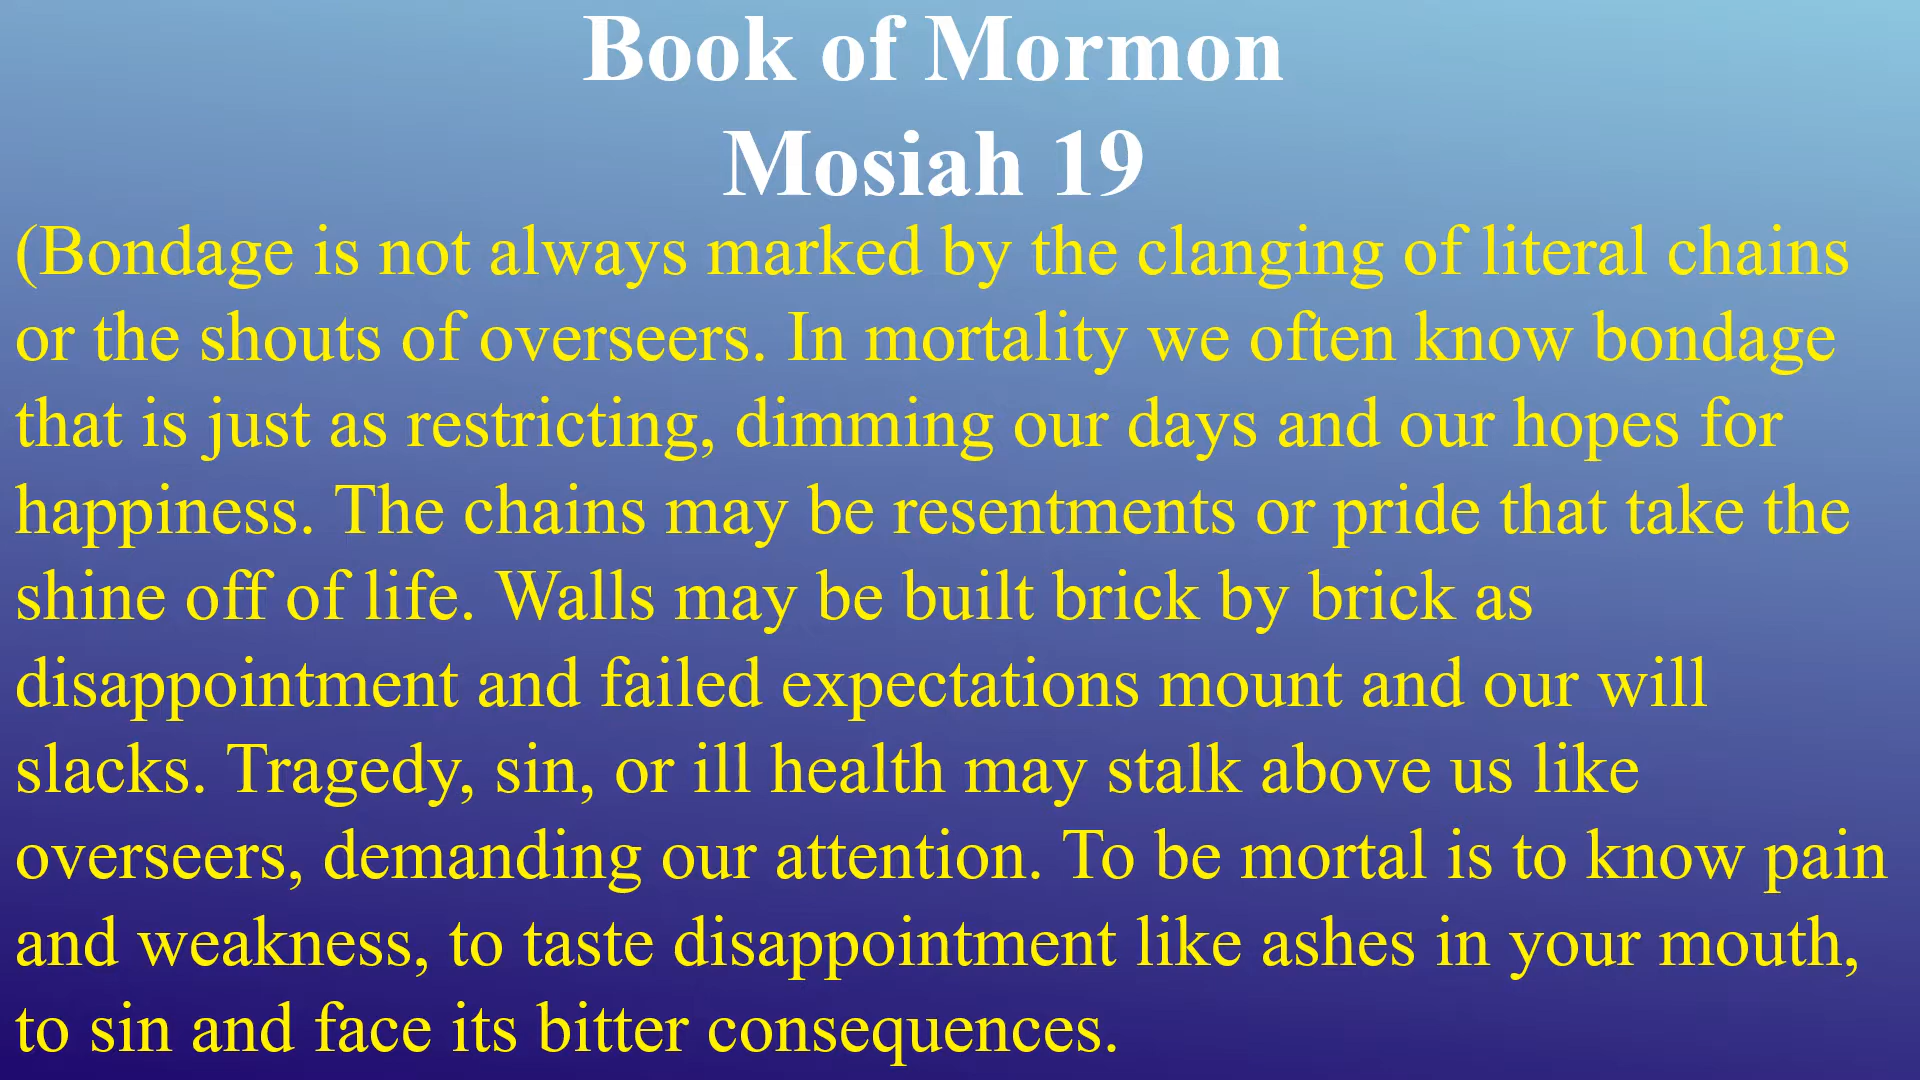 Book of Mormon
Mosiah 19
(Bondage is not always marked by the clanging of literal chains
or the shouts of overseers. In mortality we often know bondage
that is just as restricting, dimming our days and our hopes for
happiness. The chains may be resentments or pride that take the
shine off of life. Walls may be built brick by brick as
disappointment and failed expectations mount and our will
slacks. Tragedy, sin, or ill health may stalk above us like
overseers, demanding our attention. To be mortal is to know pain
and weakness, to taste disappointment like ashes in your mouth,
to sin and face its bitter consequences.